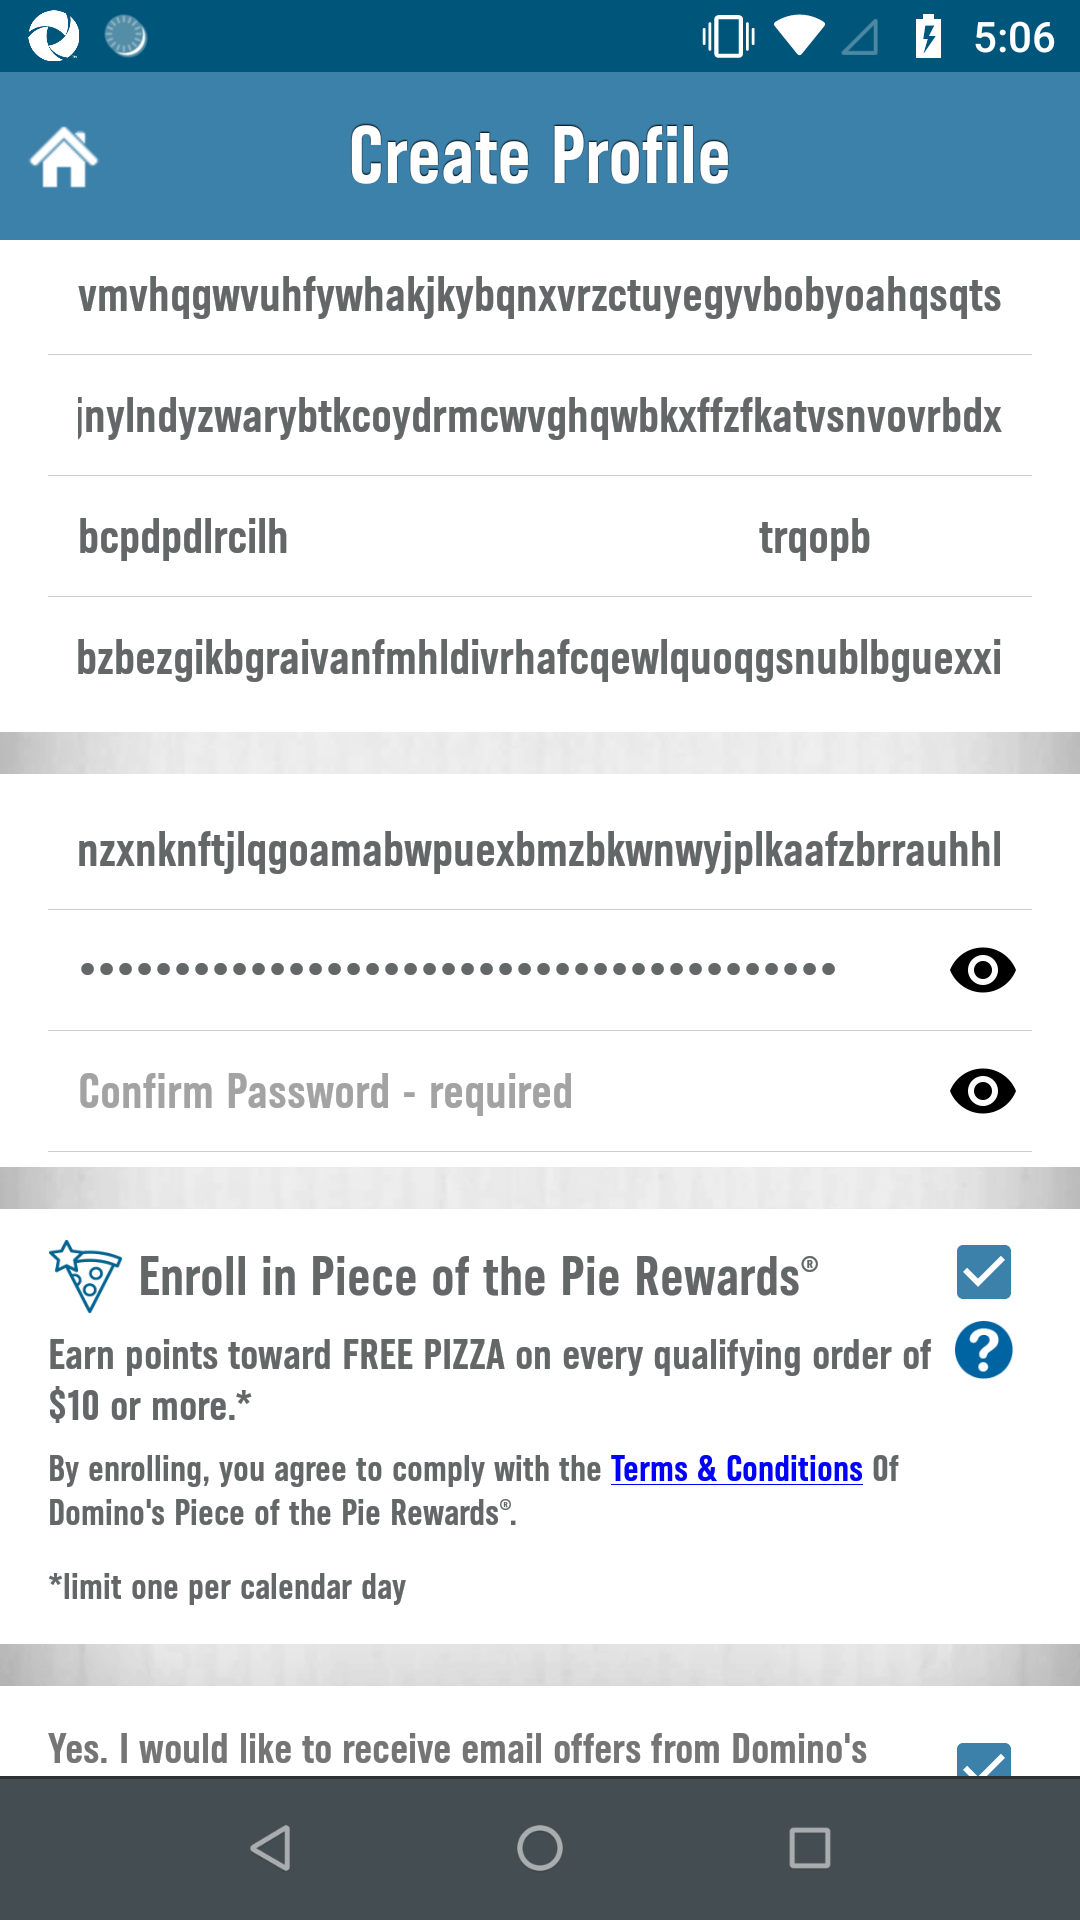 5:06
Create Profile
vmvhqgwvuhfywhakjkybqnxvrzctuyegyvbobyoahqsqts
jnylndyzwarybtkcoydrmcwvghqwbkxffzfkatvsnvovrbdx
bcpdpdlrcilh trqopb
bzbezgikbgraivanfmhldivrhafcqewlquoqgsnublbguexxi
nzxnknftjlqgoamabwpuexbmzbkwnwyjplkaafzbrrauhhl
Confirm Password - required
Enroll in Piece of the Pie Rewards®
Earn points toward FREE PIZZA on every qualifying order of
$10 or more.*
By enrolling, you agree to comply with the Terms & Conditions Of
Domino's Piece of the Pie Rewards®.
*limit one per calendar day
Yes. I would like to receive email offers from Domino's